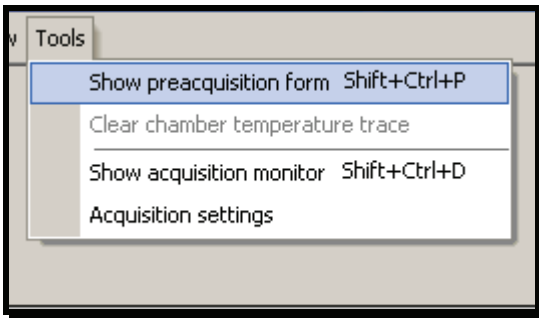 Tools
Show preacquisition form Shift+Ctrl+P
Clear chamber temperature trace
Show acquisition monitor Shift+Ctrl+D
Acquisition settings